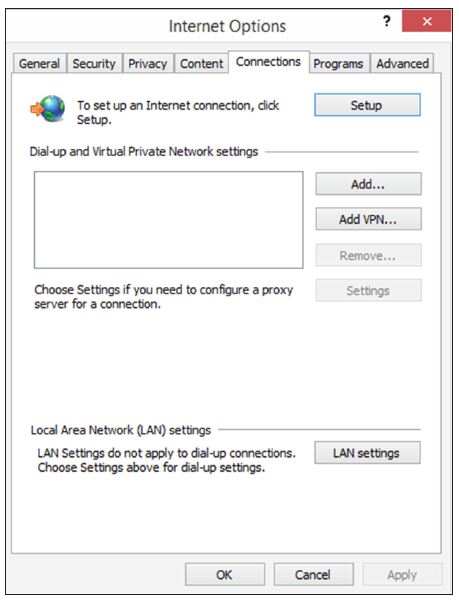 Internet Options
? ×
General Security Privacy Content Connections Programs Advanced
To set up an Internet connection, click
Setup.
Setup
Dial-up and Virtual Private Network settings
Add...
Add VPN...
Remove...
Choose Settings if you need to configure a proxy
server for a connection.
Settings
Local Area Network (LAN) settings
LAN Settings do not apply to dial-up connections.
Choose Settings above for dial-up settings.
LAN settings
OK Cancel Apply